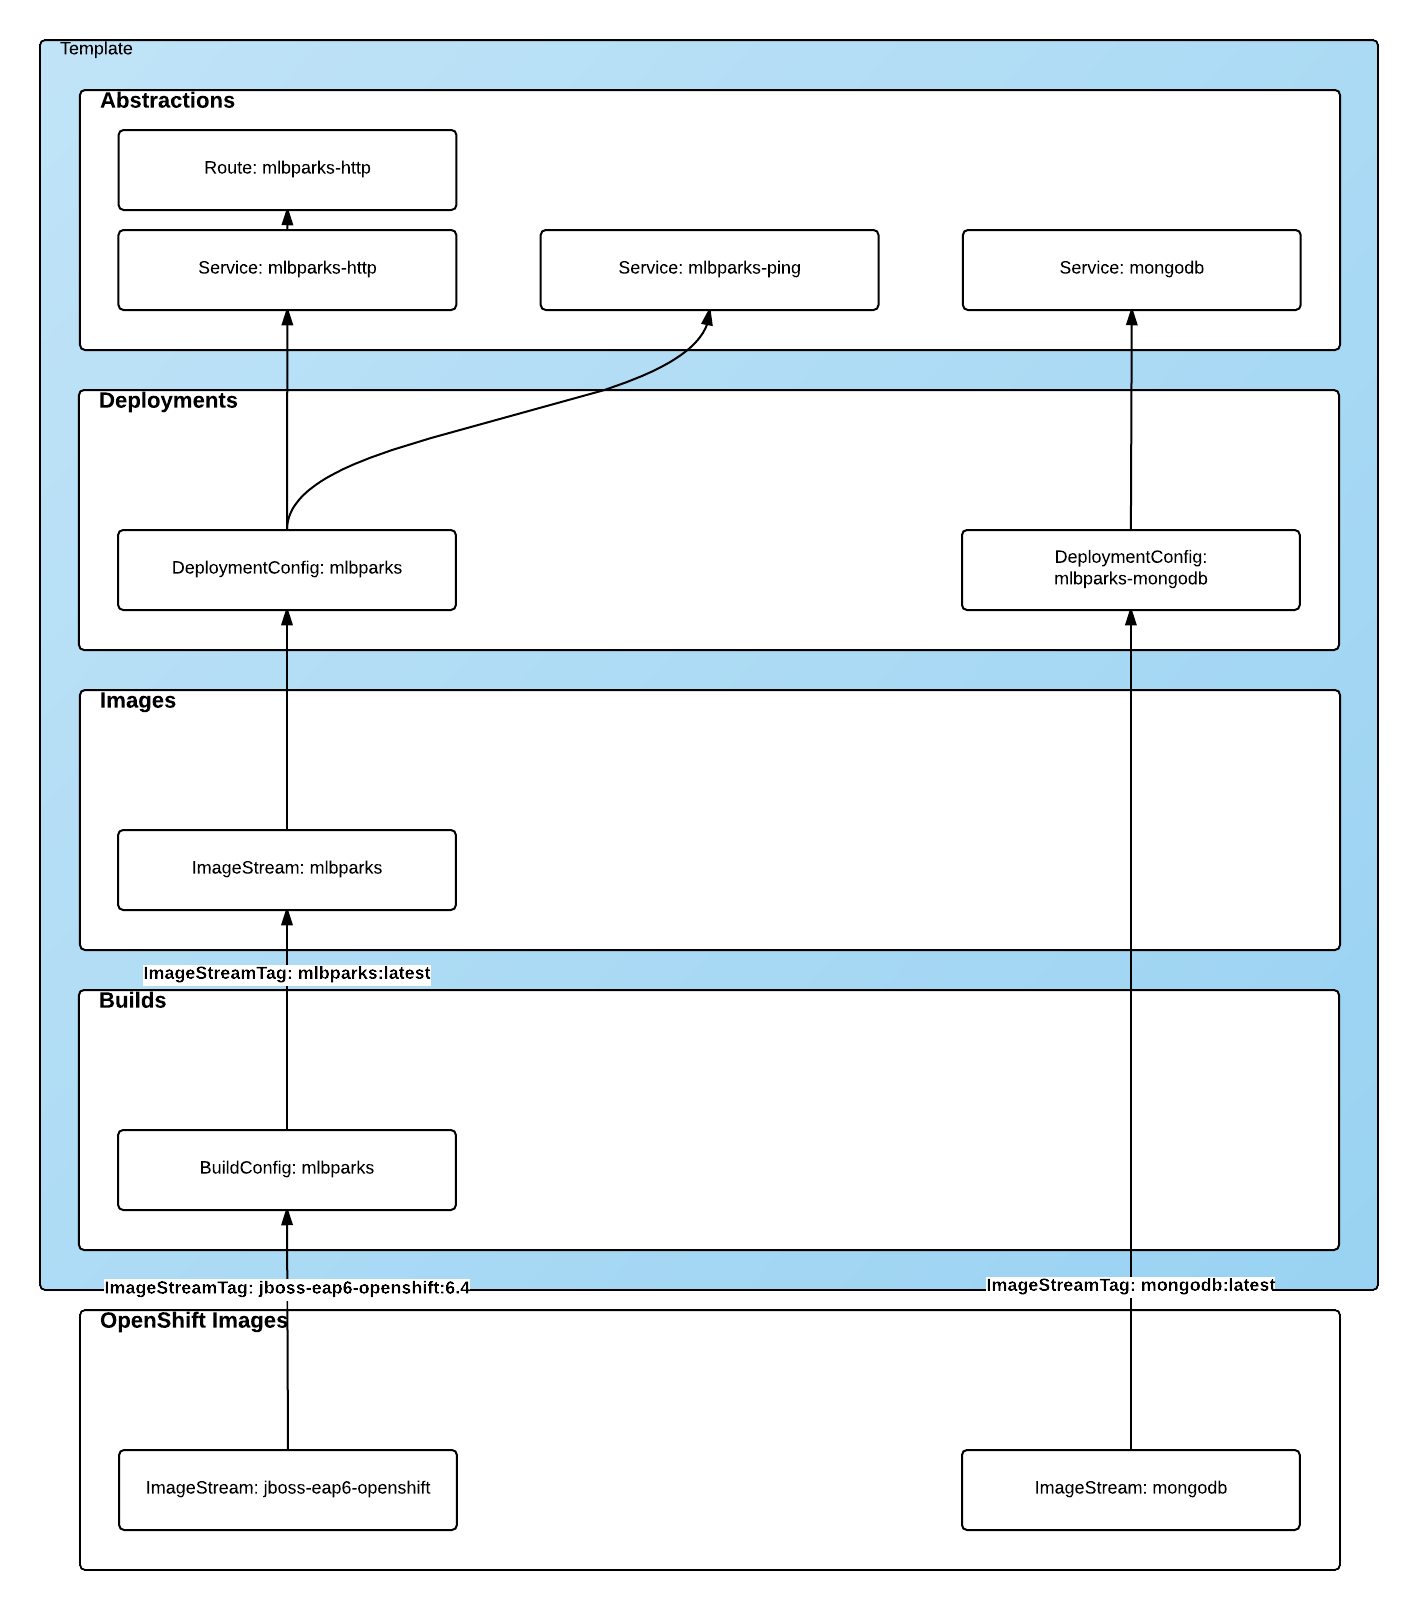 Template
Abstractions
Route: mlbparks-http
Service: mlbparks-http
Service: mlbparks-ping
Service: mongodb
Deployments
DeploymentConfig: mlbparks
DeploymentConfig:
mlbparks-mongodb
Images
ImageStream: mlbparks
ImageStreamTag: mlbparks:latest
Builds
BuildConfig: mlbparks
ImageStreamTag: jboss-eap6-openshift:6.4
ImageStreamTag: mongodb:latest
OpenShift Images
ImageStream: jboss-eap6-openshift
ImageStream: mongodb